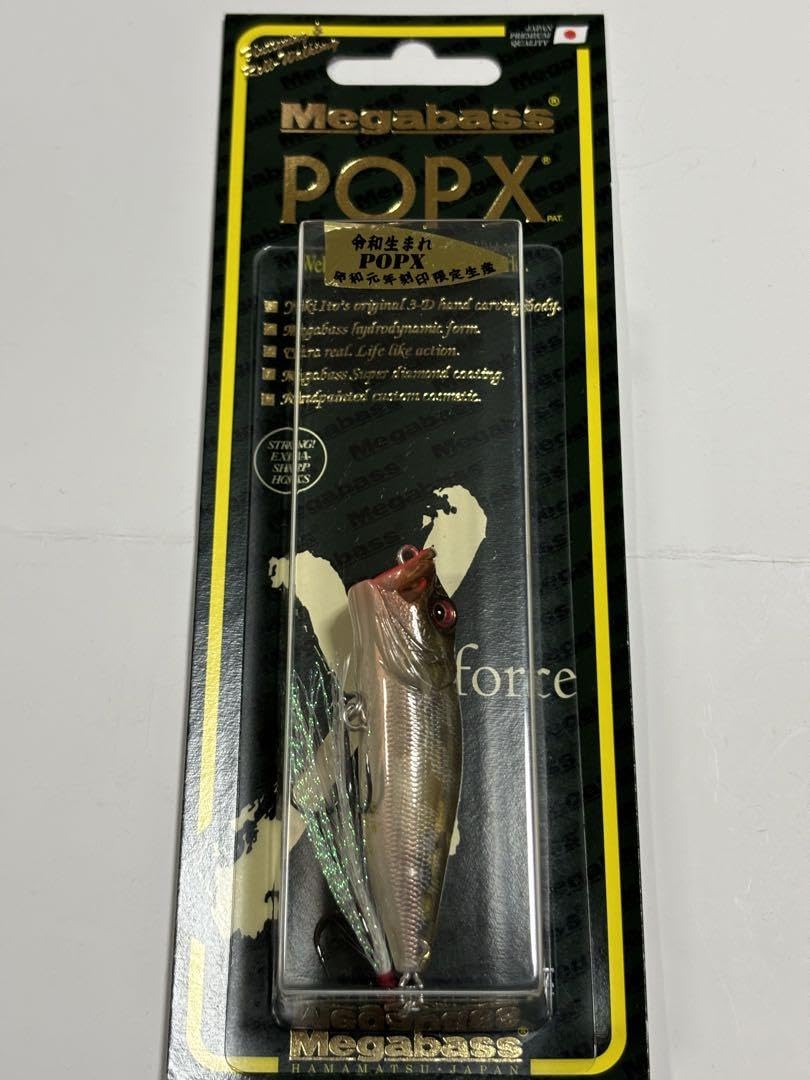 JAPAN
PREMIUM
QUALITY
Megabass®
POPX®
PAT.
令和生まれ
POPX
令和元年刻印限定生産
Yuki Ito's original 3-D hand carving Body.
Megabass hydrodynamic form.
Ultra real. Life like action.
Megabass Super diamond coating.
Handpainted custom cosmetic.
STRONG!
EXTRA-
SHARP
HOOKS
force
Megabass®
HAMAMATSU·JAPAN